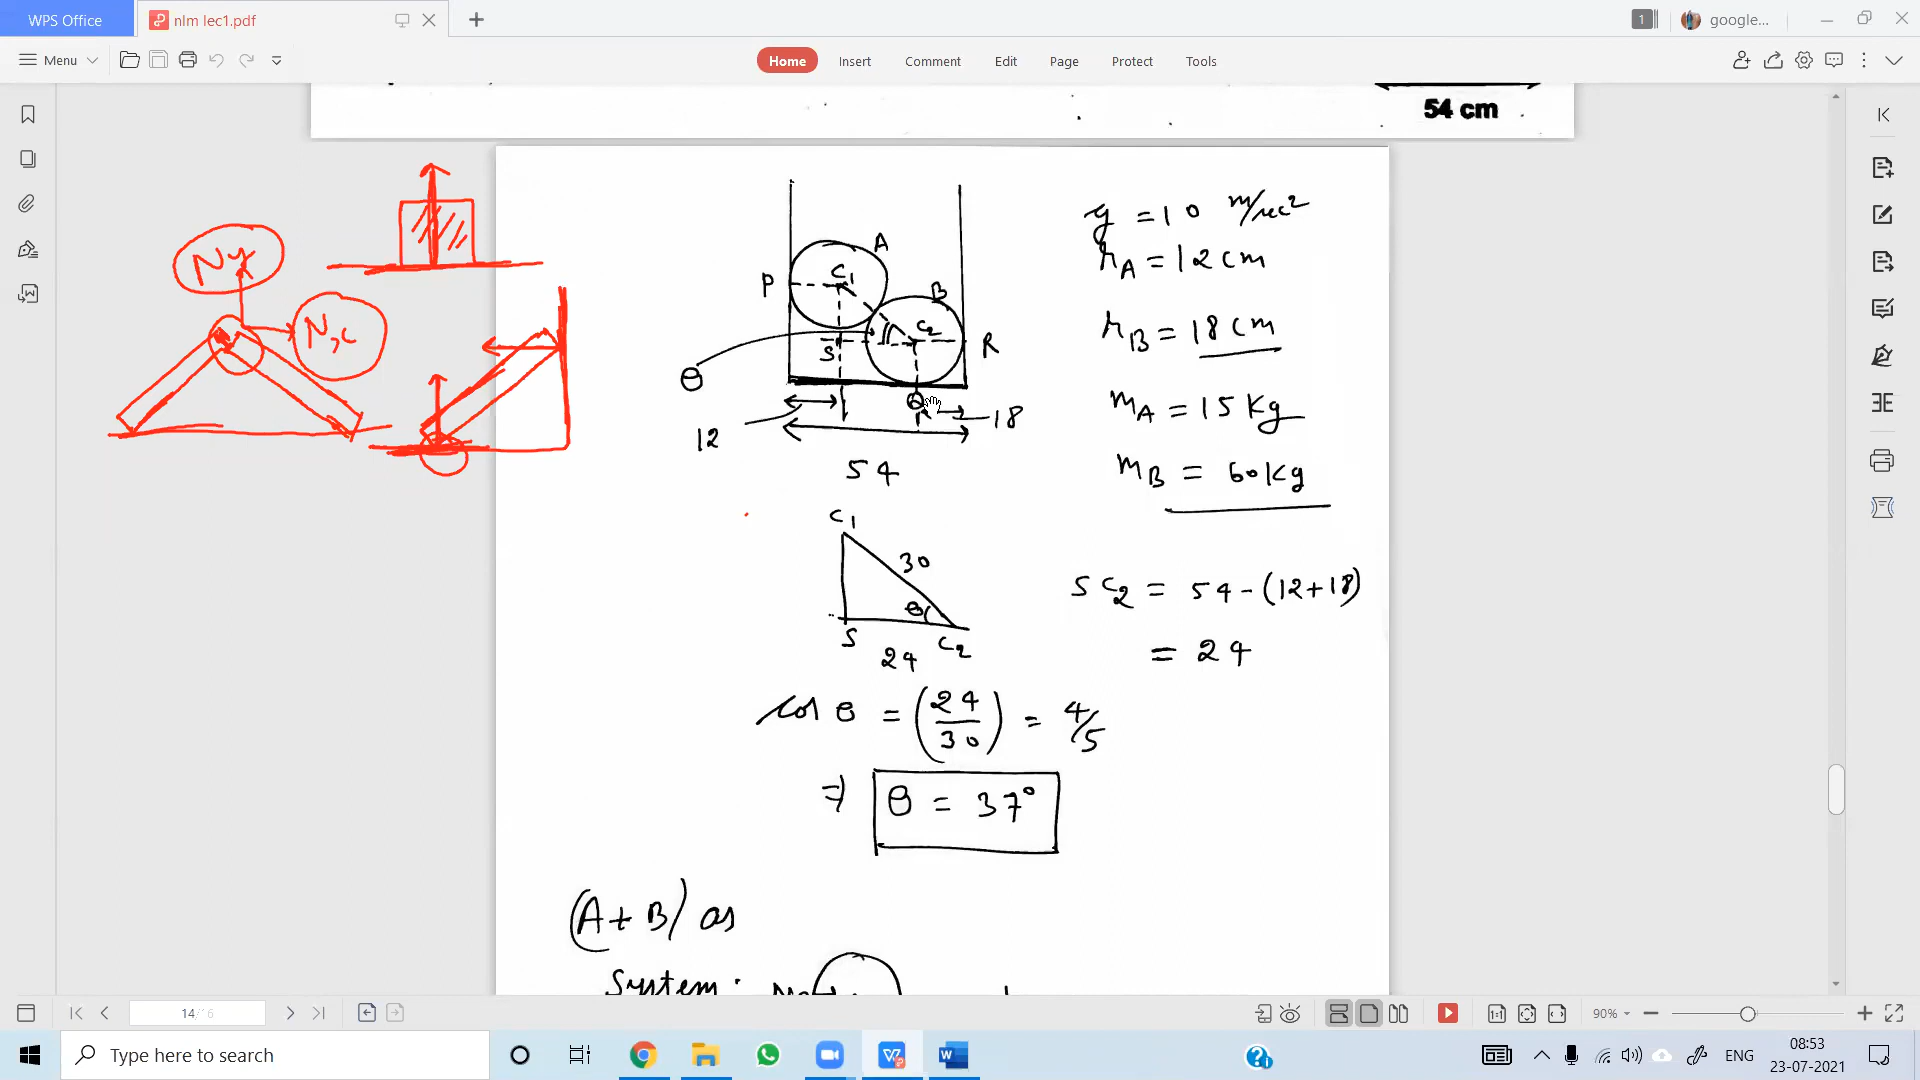 WPS Office
nlm lec1.pdf
1
google...
Menu
Home
Insert
Comment
Edit
Page
Protect
Tools
54 cm
Ny
Nx
A
C1
P
B
C2
S
R
θ
Q
12
18
54
g = 10 m/sec2
rA = 12 cm
rB = 18 cm
mA = 15 Kg
mB = 60 Kg
C1
30
θ
S
C2
24
SC2 = 54 - (12+18)
= 24
cos θ = (24/30) = 4/5
⇒ θ = 37°
(A + B) as
System:
14/16
90%
Type here to search
ENG
08:53
23-07-2021